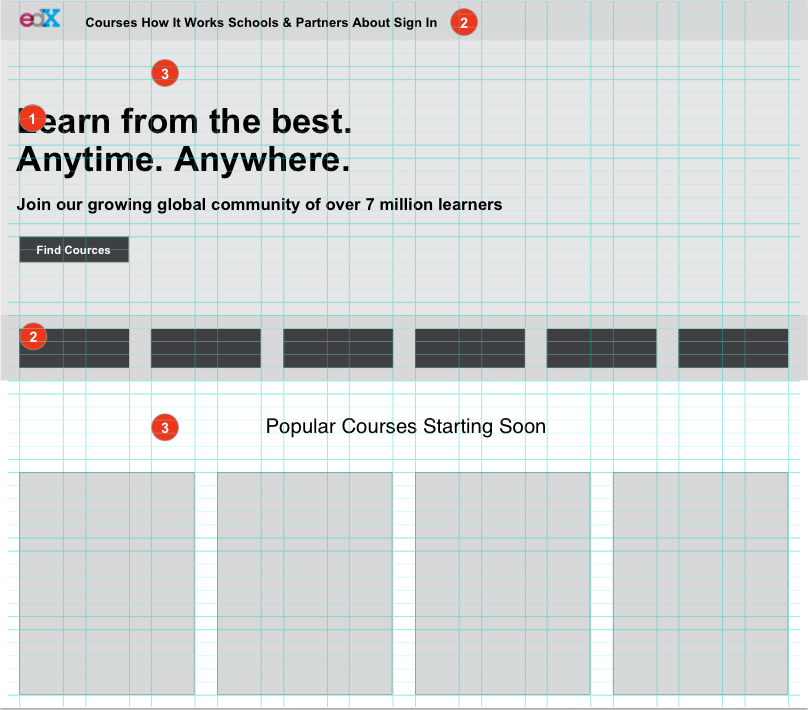 edX Courses How It Works Schools & Partners About Sign In 2
3
1
Learn from the best.
Anytime. Anywhere.
Join our growing global community of over 7 million learners
Find Cources
2
3 Popular Courses Starting Soon